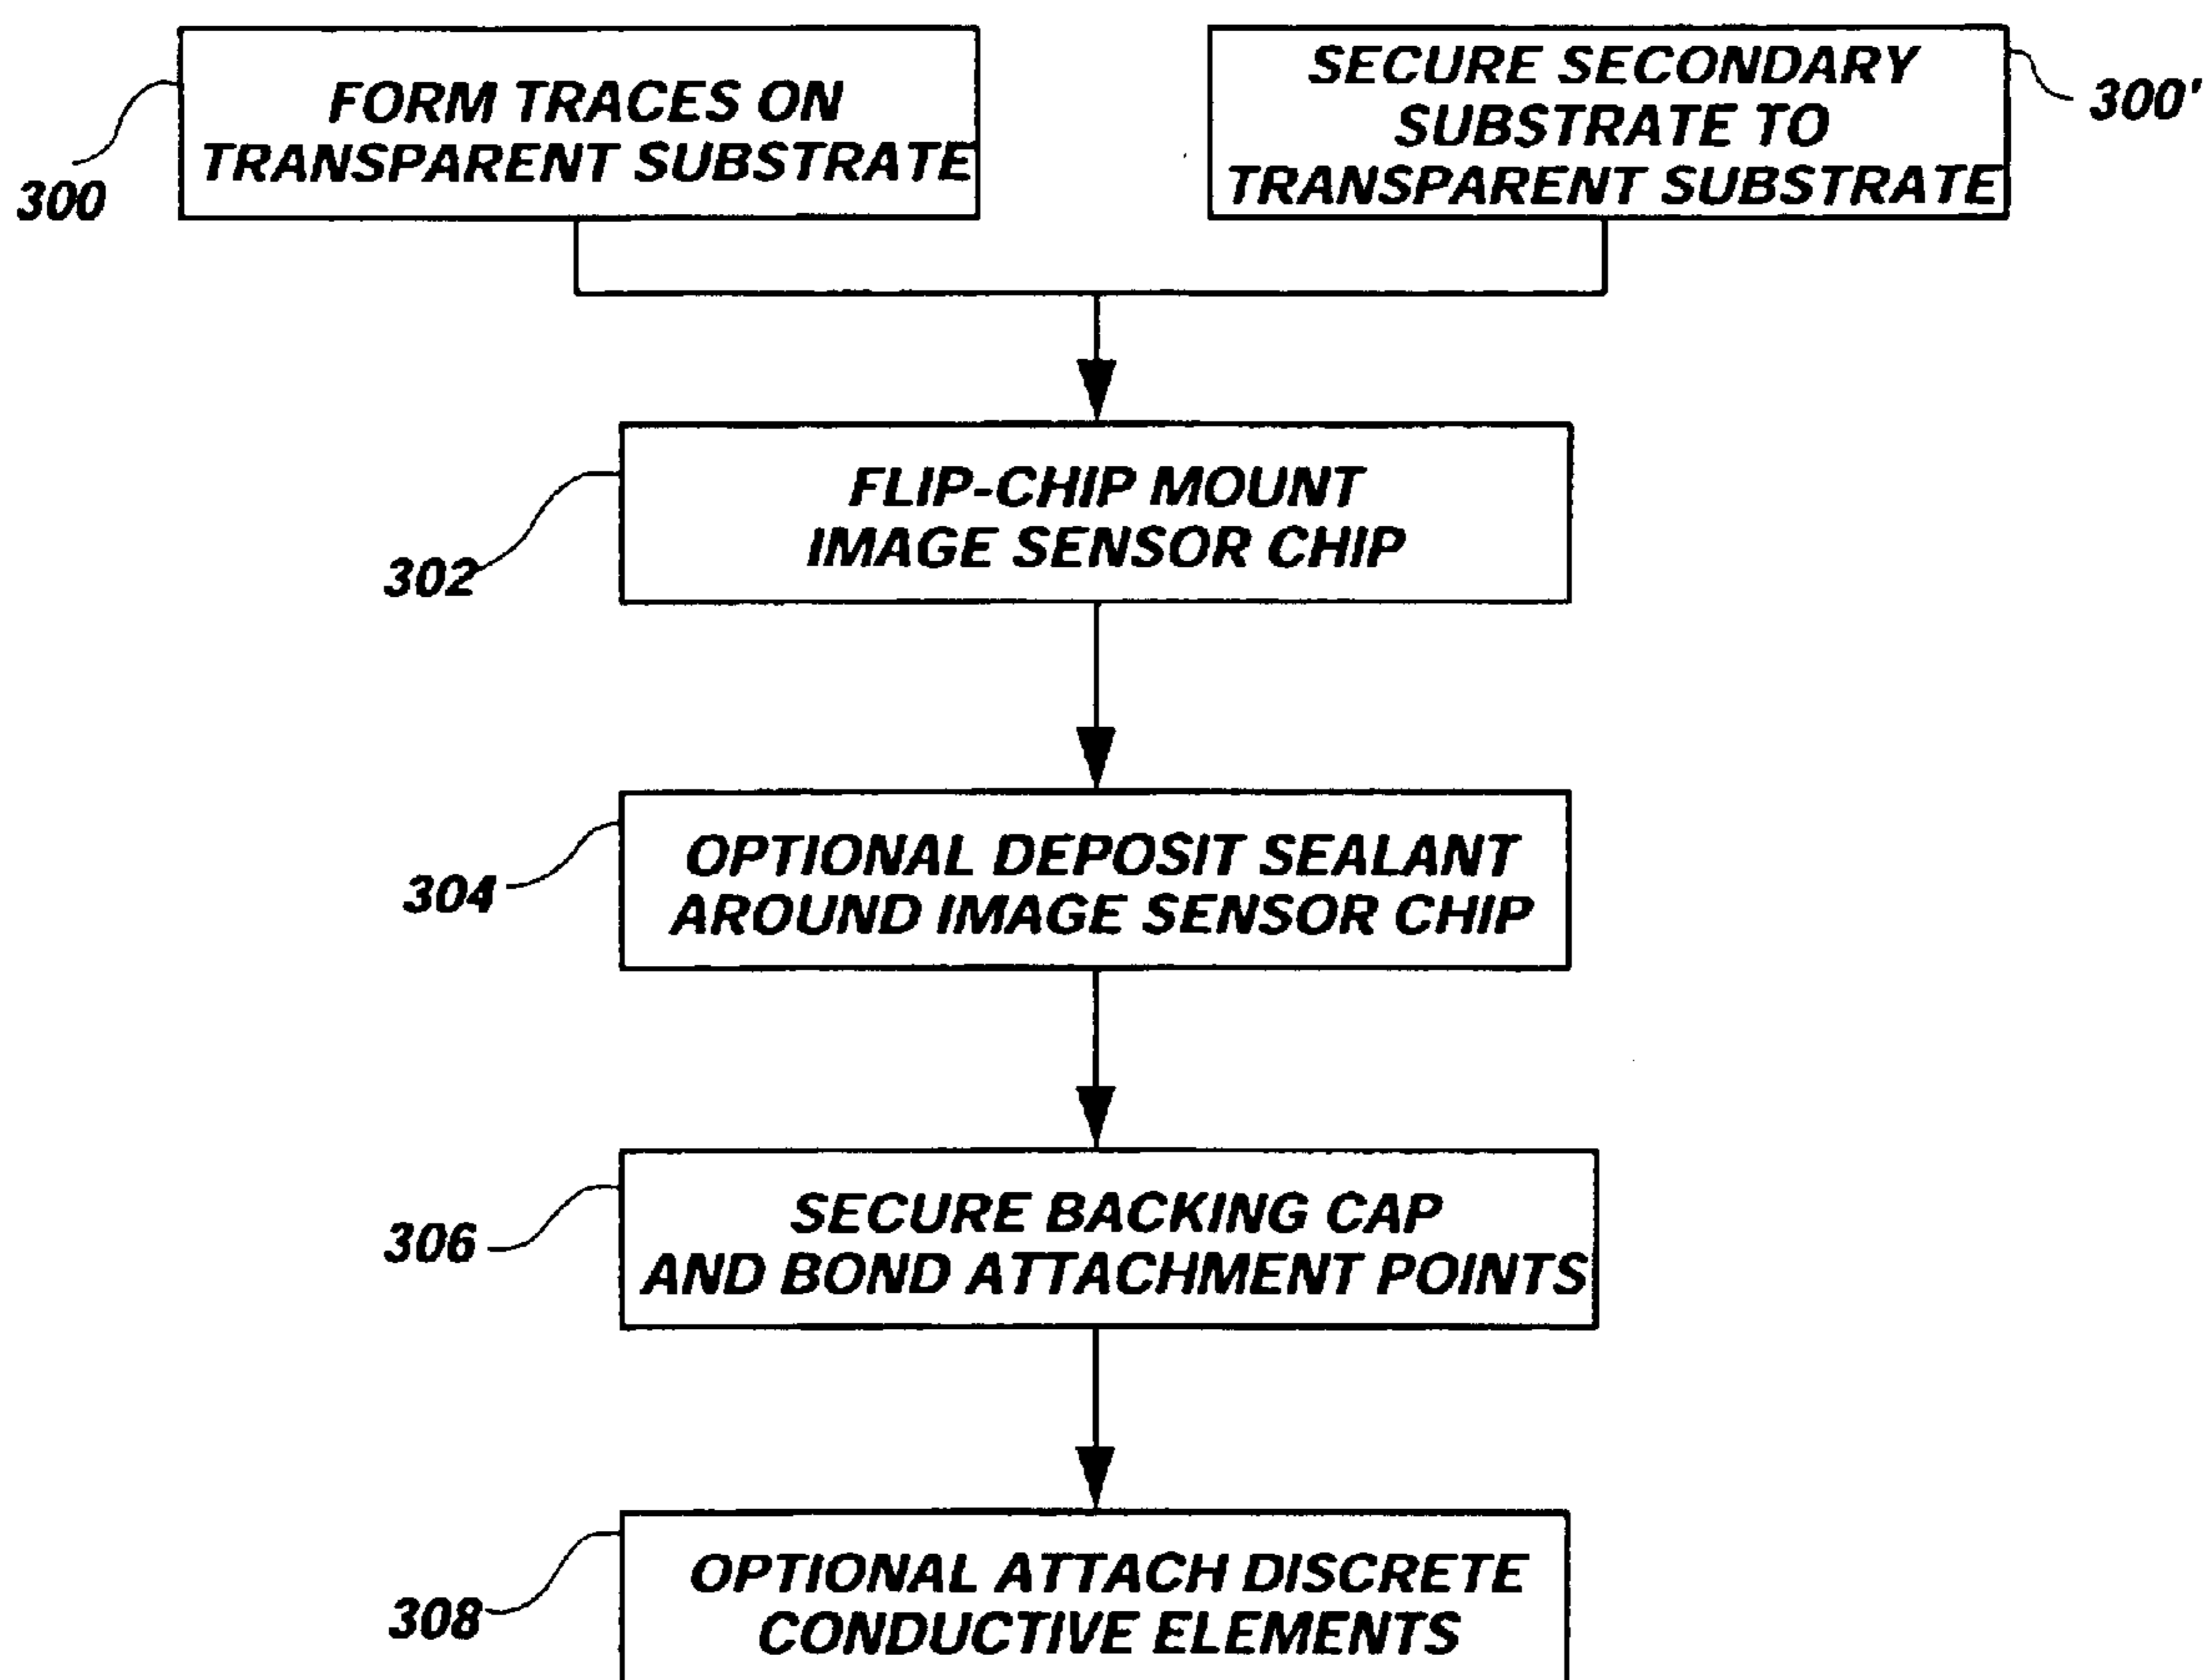 FORM TRACES ON
TRANSPARENT SUBSTRATE
300
SECURE SECONDARY
SUBSTRATE TO
TRANSPARENT SUBSTRATE
300'
FLIP-CHIP MOUNT
IMAGE SENSOR CHIP
302
OPTIONAL DEPOSIT SEALANT
AROUND IMAGE SENSOR CHIP
304
SECURE BACKING CAP
AND BOND ATTACHMENT POINTS
306
OPTIONAL ATTACH DISCRETE
CONDUCTIVE ELEMENTS
308